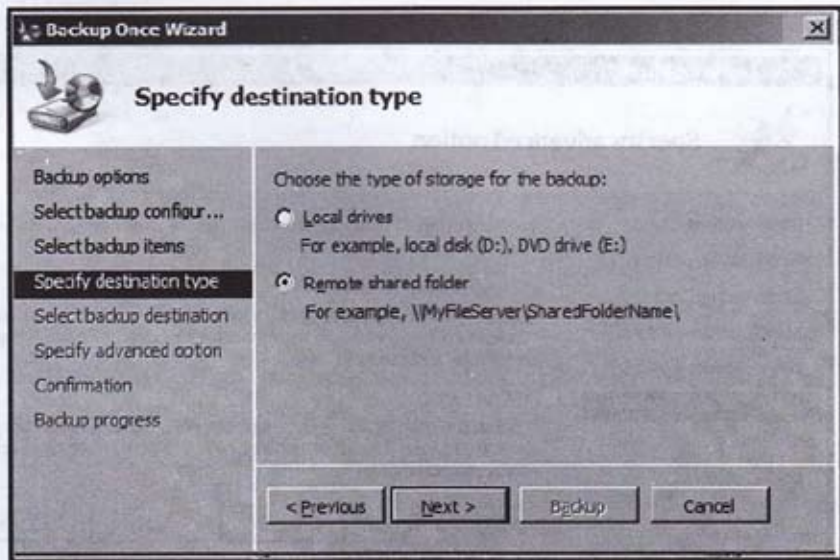 Backup Once Wizard
Specify destination type
Backup options
Select backup configur...
Select backup items
Specify destination type
Select backup destination
Specify advanced option
Confirmation
Backup progress
Choose the type of storage for the backup:
Local drives
For example, local disk (D:), DVD drive (E:)
Remote shared folder
For example, \\MyFileServer\SharedFolderName\
< Previous
Next >
Backup
Cancel